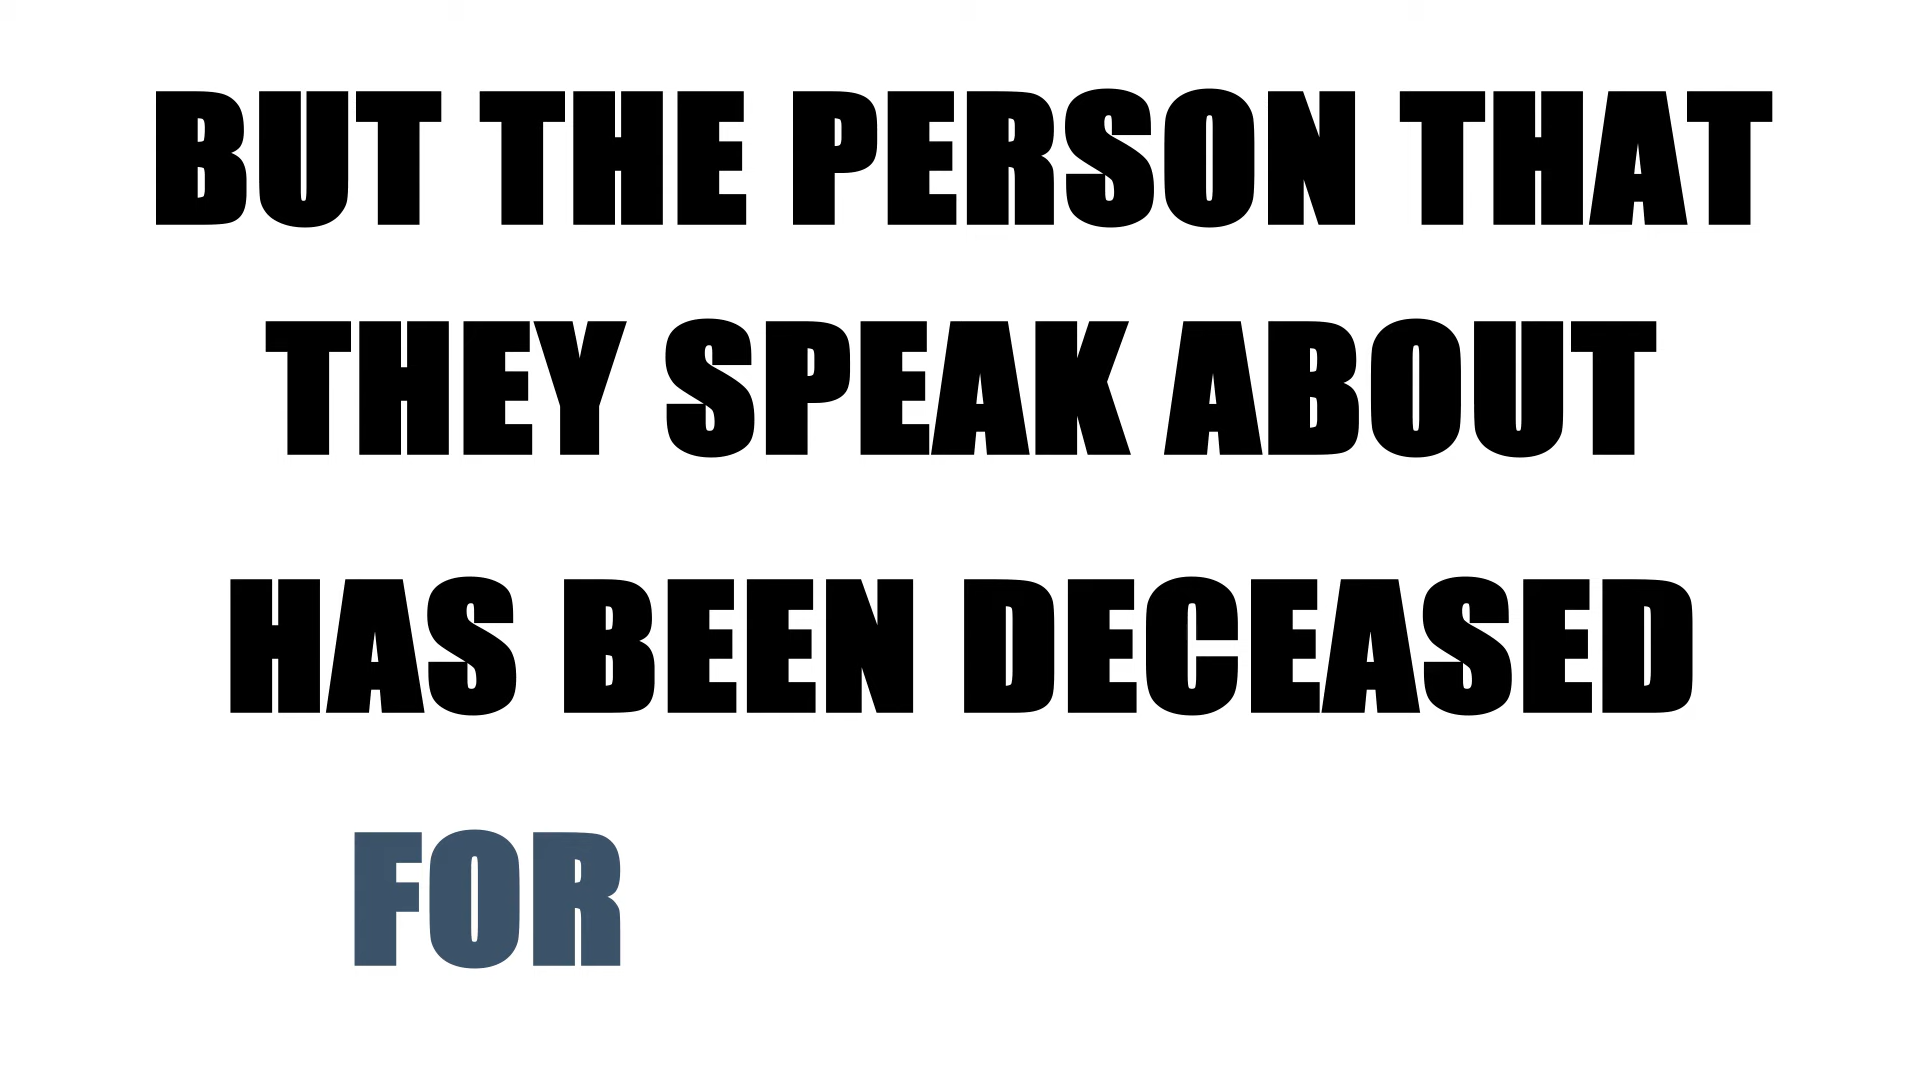 BUT THE PERSON THAT
THEY SPEAK ABOUT
HAS BEEN DECEASED
FOR